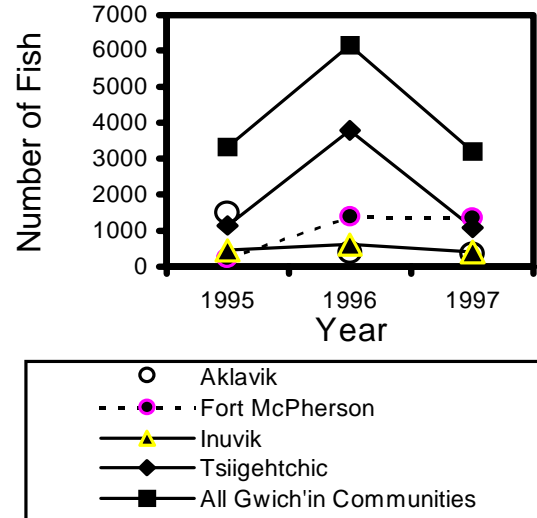 Number of Fish
7000
6000
5000
4000
3000
2000
1000
0
1995 1996 1997
Year
Aklavik
Fort McPherson
Inuvik
Tsiigehtchic
All Gwich'in Communities